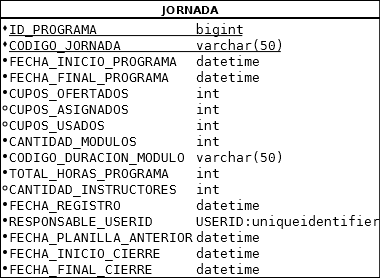 JORNADA
ID_PROGRAMA bigint
CODIGO_JORNADA varchar(50)
FECHA_INICIO_PROGRAMA datetime
FECHA_FINAL_PROGRAMA datetime
CUPOS_OFERTADOS int
CUPOS_ASIGNADOS int
CUPOS_USADOS int
CANTIDAD_MODULOS int
CODIGO_DURACION_MODULO varchar(50)
TOTAL_HORAS_PROGRAMA int
CANTIDAD_INSTRUCTORES int
FECHA_REGISTRO datetime
RESPONSABLE_USERID USERID:uniqueidentifier
FECHA_PLANILLA_ANTERIOR datetime
FECHA_INICIO_CIERRE datetime
FECHA_FINAL_CIERRE datetime